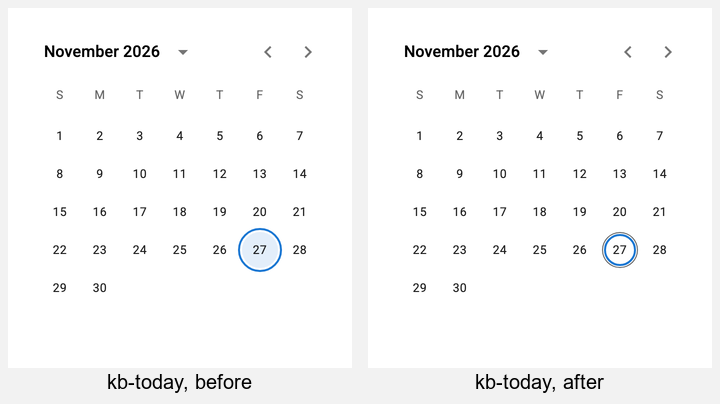 November 2026
S M T W T F S
1 2 3 4 5 6 7
8 9 10 11 12 13 14
15 16 17 18 19 20 21
22 23 24 25 26 27 28
29 30
kb-today, before
November 2026
S M T W T F S
1 2 3 4 5 6 7
8 9 10 11 12 13 14
15 16 17 18 19 20 21
22 23 24 25 26 27 28
29 30
kb-today, after